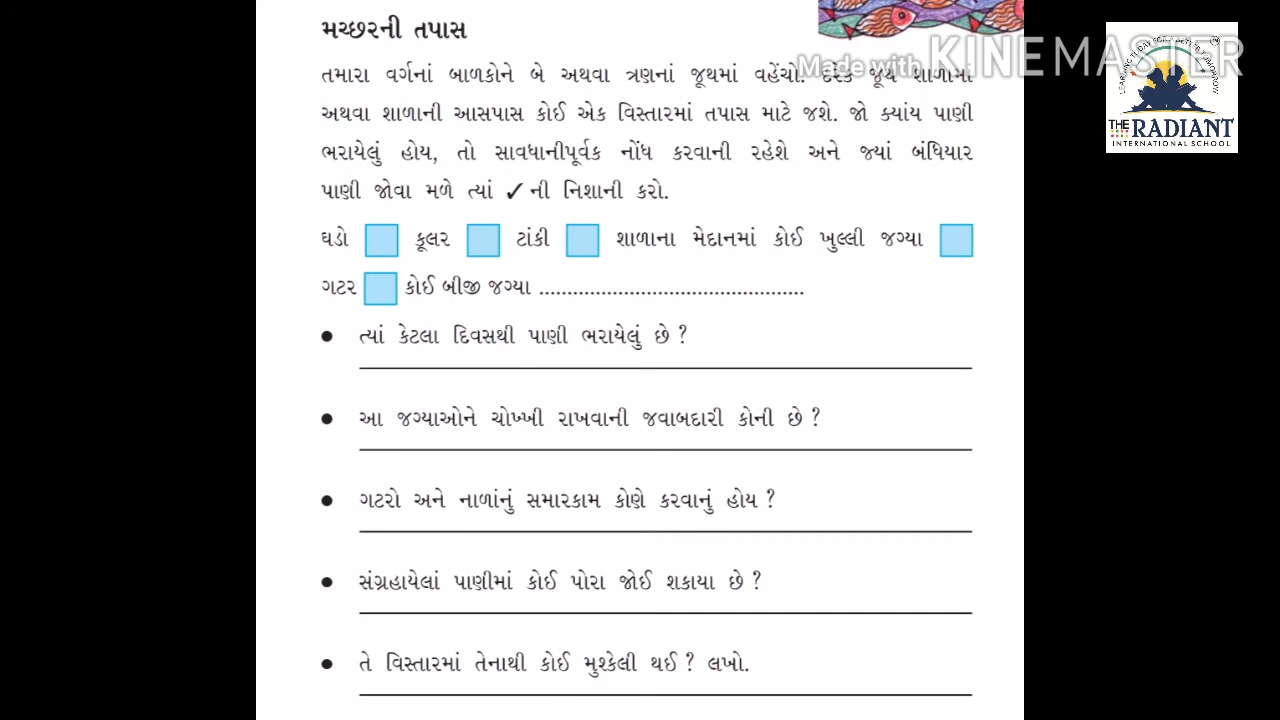 મચ્છરની તપાસ
તમારા વર્ગનાં બાળકોને બે અથવા ત્રણનાં જૂથમાં વહેંચો. દરેક જૂથ શાળામાં
અથવા શાળાની આસપાસ કોઈ એક વિસ્તારમાં તપાસ માટે જશે. જો ક્યાંય પાણી
ભરાયેલું હોય, તો સાવધાનીપૂર્વક નોંધ કરવાની રહેશે અને જ્યાં બંધિયાર
પાણી જોવા મળે ત્યાં ✓ ની નિશાની કરો.
ઘડો કૂલર ટાંકી શાળાના મેદાનમાં કોઈ ખુલ્લી જગ્યા
ગટર કોઈ બીજી જગ્યા ...............................................
• ત્યાં કેટલા દિવસથી પાણી ભરાયેલું છે ?
• આ જગ્યાઓને ચોખ્ખી રાખવાની જવાબદારી કોની છે ?
• ગટરો અને નાળાંનું સમારકામ કોણે કરવાનું હોય ?
• સંગ્રહાયેલાં પાણીમાં કોઈ પોરા જોઈ શકાયા છે ?
• તે વિસ્તારમાં તેનાથી કોઈ મુશ્કેલી થઈ ? લખો.
Made with KINEMASTER
THE RADIANT
INTERNATIONAL SCHOOL